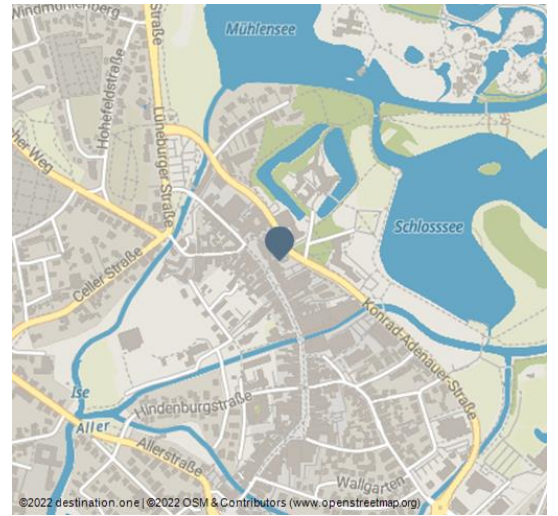 Windmühlenberg
Mühlensee
Straße
Hohefeldstraße
Lüneburger Straße
cher Weg
Schlosssee
Celler Straße
Konrad-Adenauer-Straße
Ise
Hindenburgstraße
Aller
Allerstraße
Wallgarten
©2022 destination.one | ©2022 OSM & Contributors (www.openstreetmap.org)